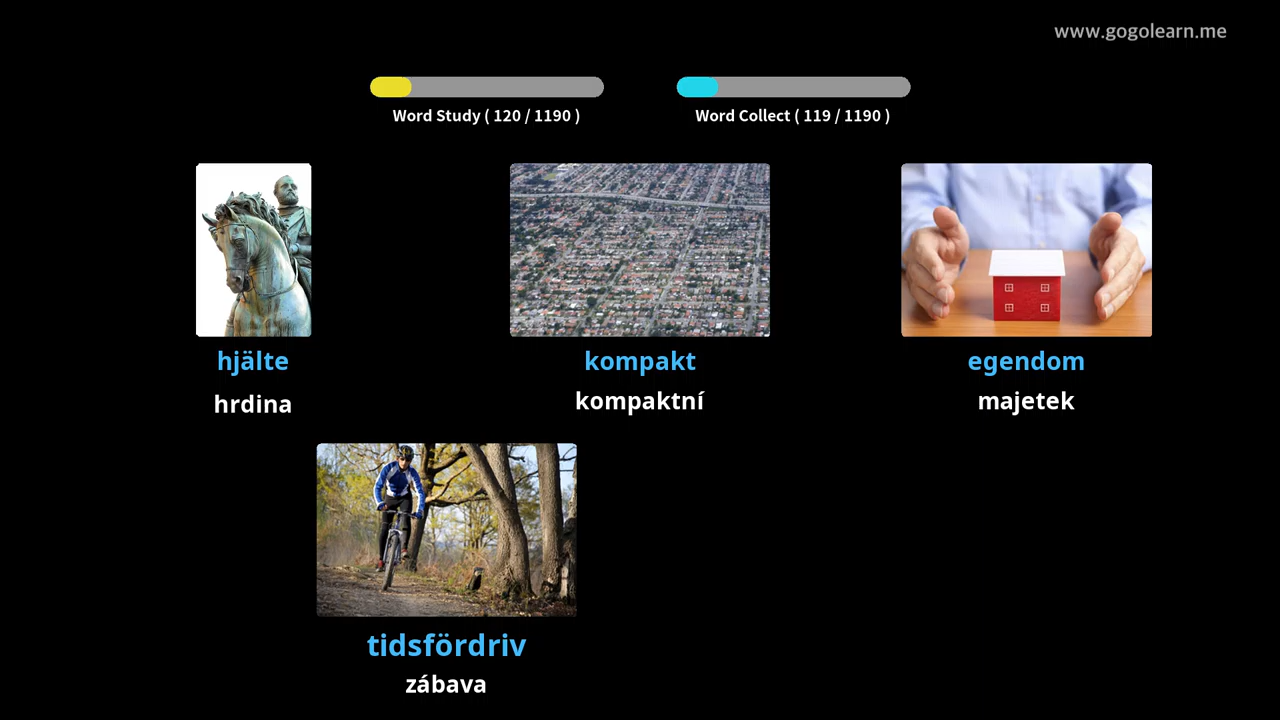 www.gogolearn.me
Word Study ( 120 / 1190 )
Word Collect ( 119 / 1190 )
hjälte
kompakt
egendom
hrdina
kompaktní
majetek
tidsfördriv
zábava